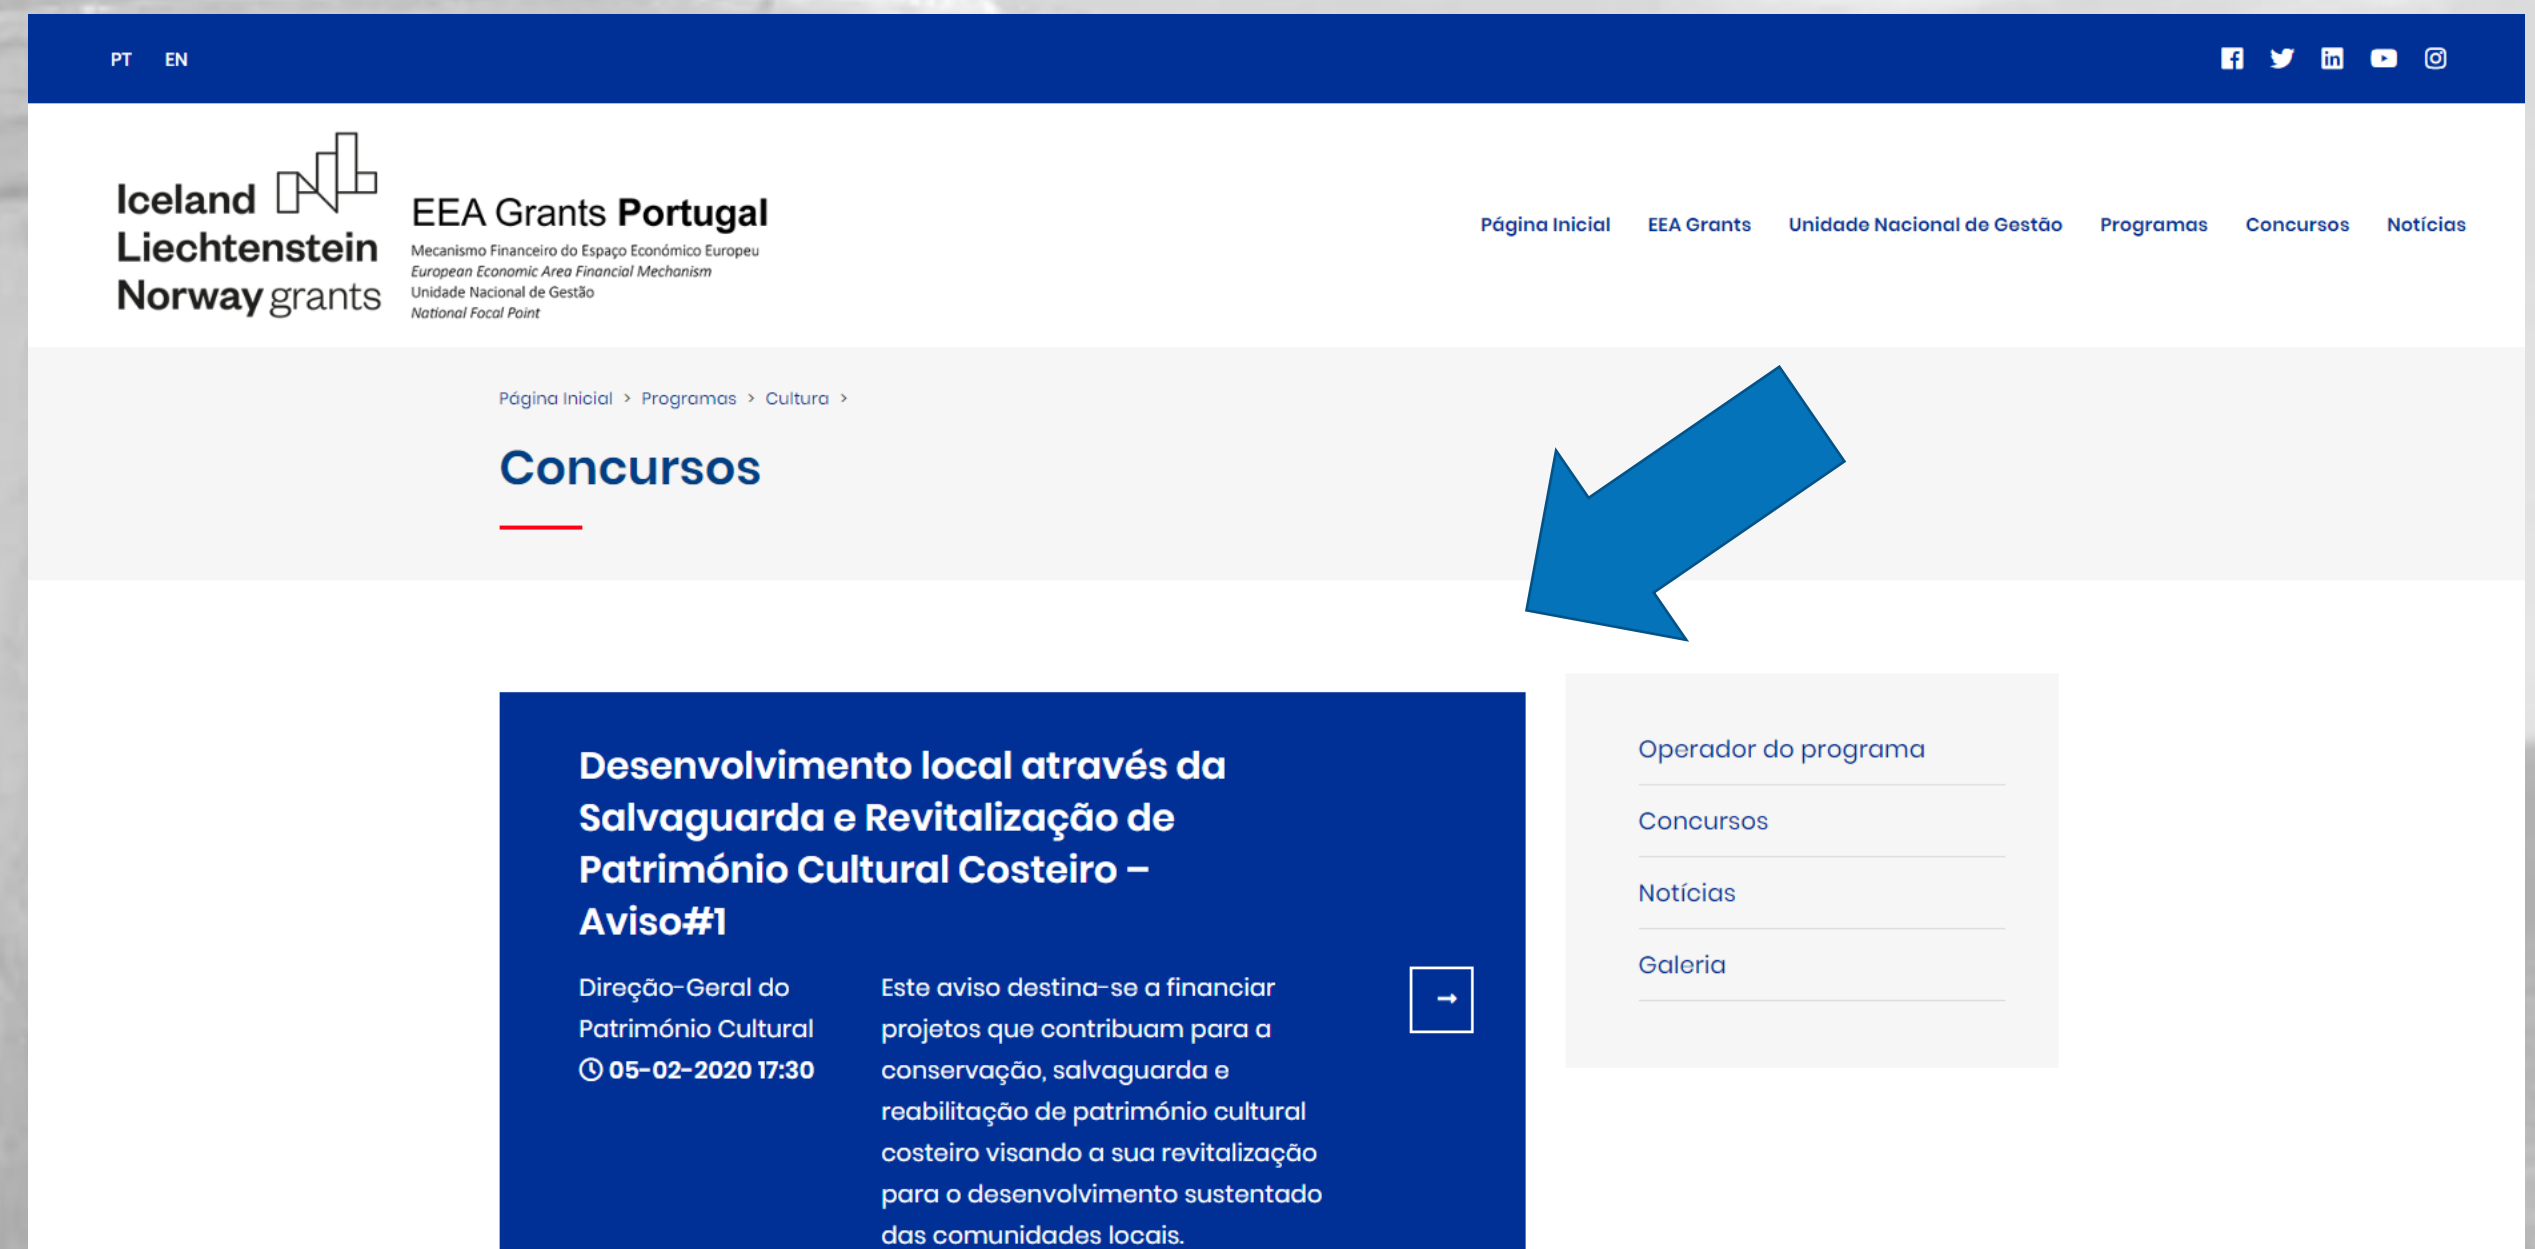 PT EN
Iceland
Liechtenstein
Norway grants
EEA Grants Portugal
Mecanismo Financeiro do Espaço Económico Europeu
European Economic Area Financial Mechanism
Unidade Nacional de Gestão
National Focal Point
Página Inicial EEA Grants Unidade Nacional de Gestão Programas Concursos Notícias
Página Inicial > Programas > Cultura >
Concursos
Desenvolvimento local através da
Salvaguarda e Revitalização de
Património Cultural Costeiro –
Aviso#1
Direção-Geral do
Património Cultural
05-02-2020 17:30
Este aviso destina-se a financiar
projetos que contribuam para a
conservação, salvaguarda e
reabilitação de património cultural
costeiro visando a sua revitalização
para o desenvolvimento sustentado
das comunidades locais.
Operador do programa
Concursos
Notícias
Galeria